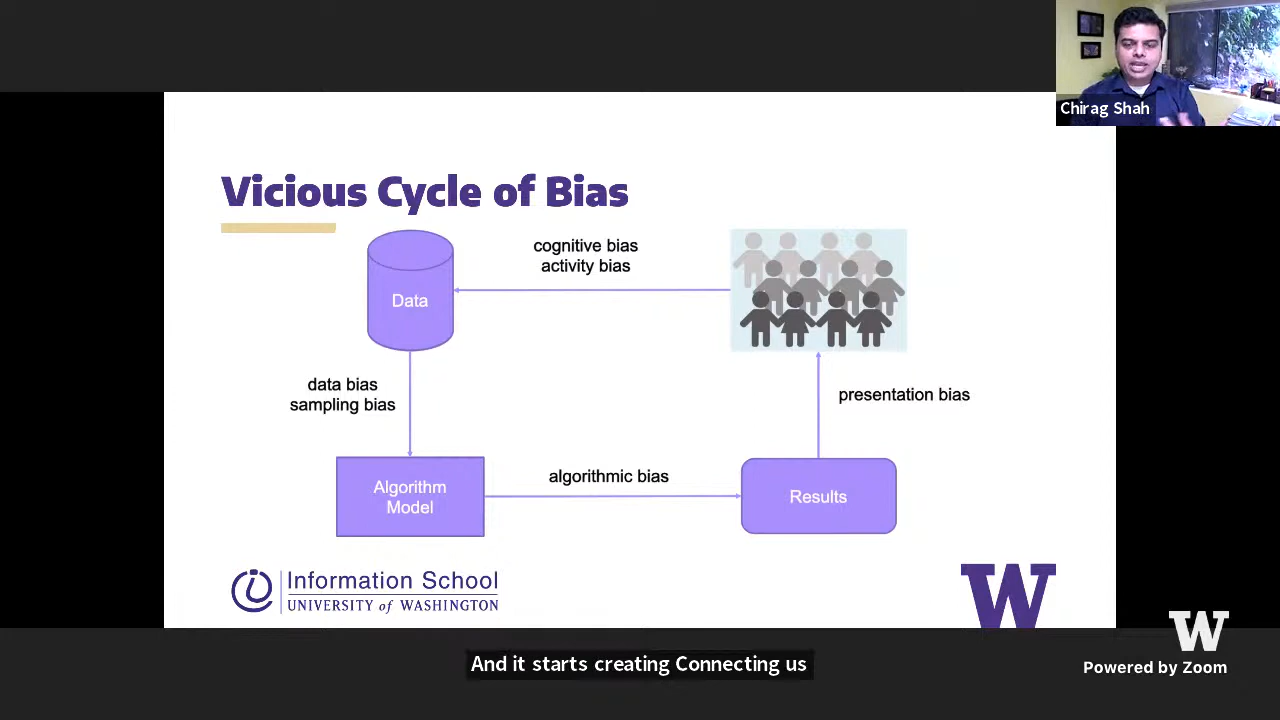 Chirag Shah
Vicious Cycle of Bias
cognitive bias
activity bias
Data
data bias
sampling bias
presentation bias
Algorithm
Model
algorithmic bias
Results
Information School
UNIVERSITY of WASHINGTON
W
W
Powered by Zoom
And it starts creating Connecting us